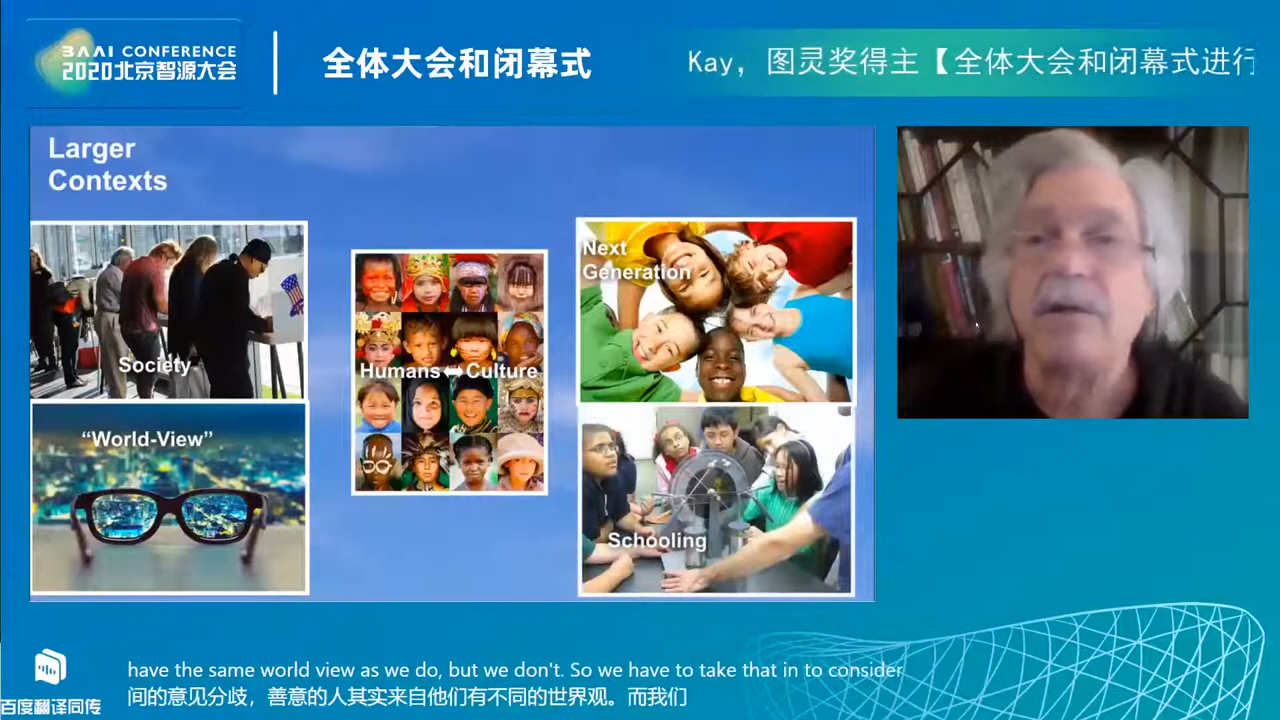 BAAI CONFERENCE
2020北京智源大会
全体大会和闭幕式
Kay，图灵奖得主【全体大会和闭幕式进行
Larger
Contexts
Society
"World-View"
Humans↔Culture
Next
Generation
Schooling
have the same world view as we do, but we don't. So we have to take that in to consider
间的意见分歧，善意的人其实来自他们有不同的世界观。而我们
百度翻译同传